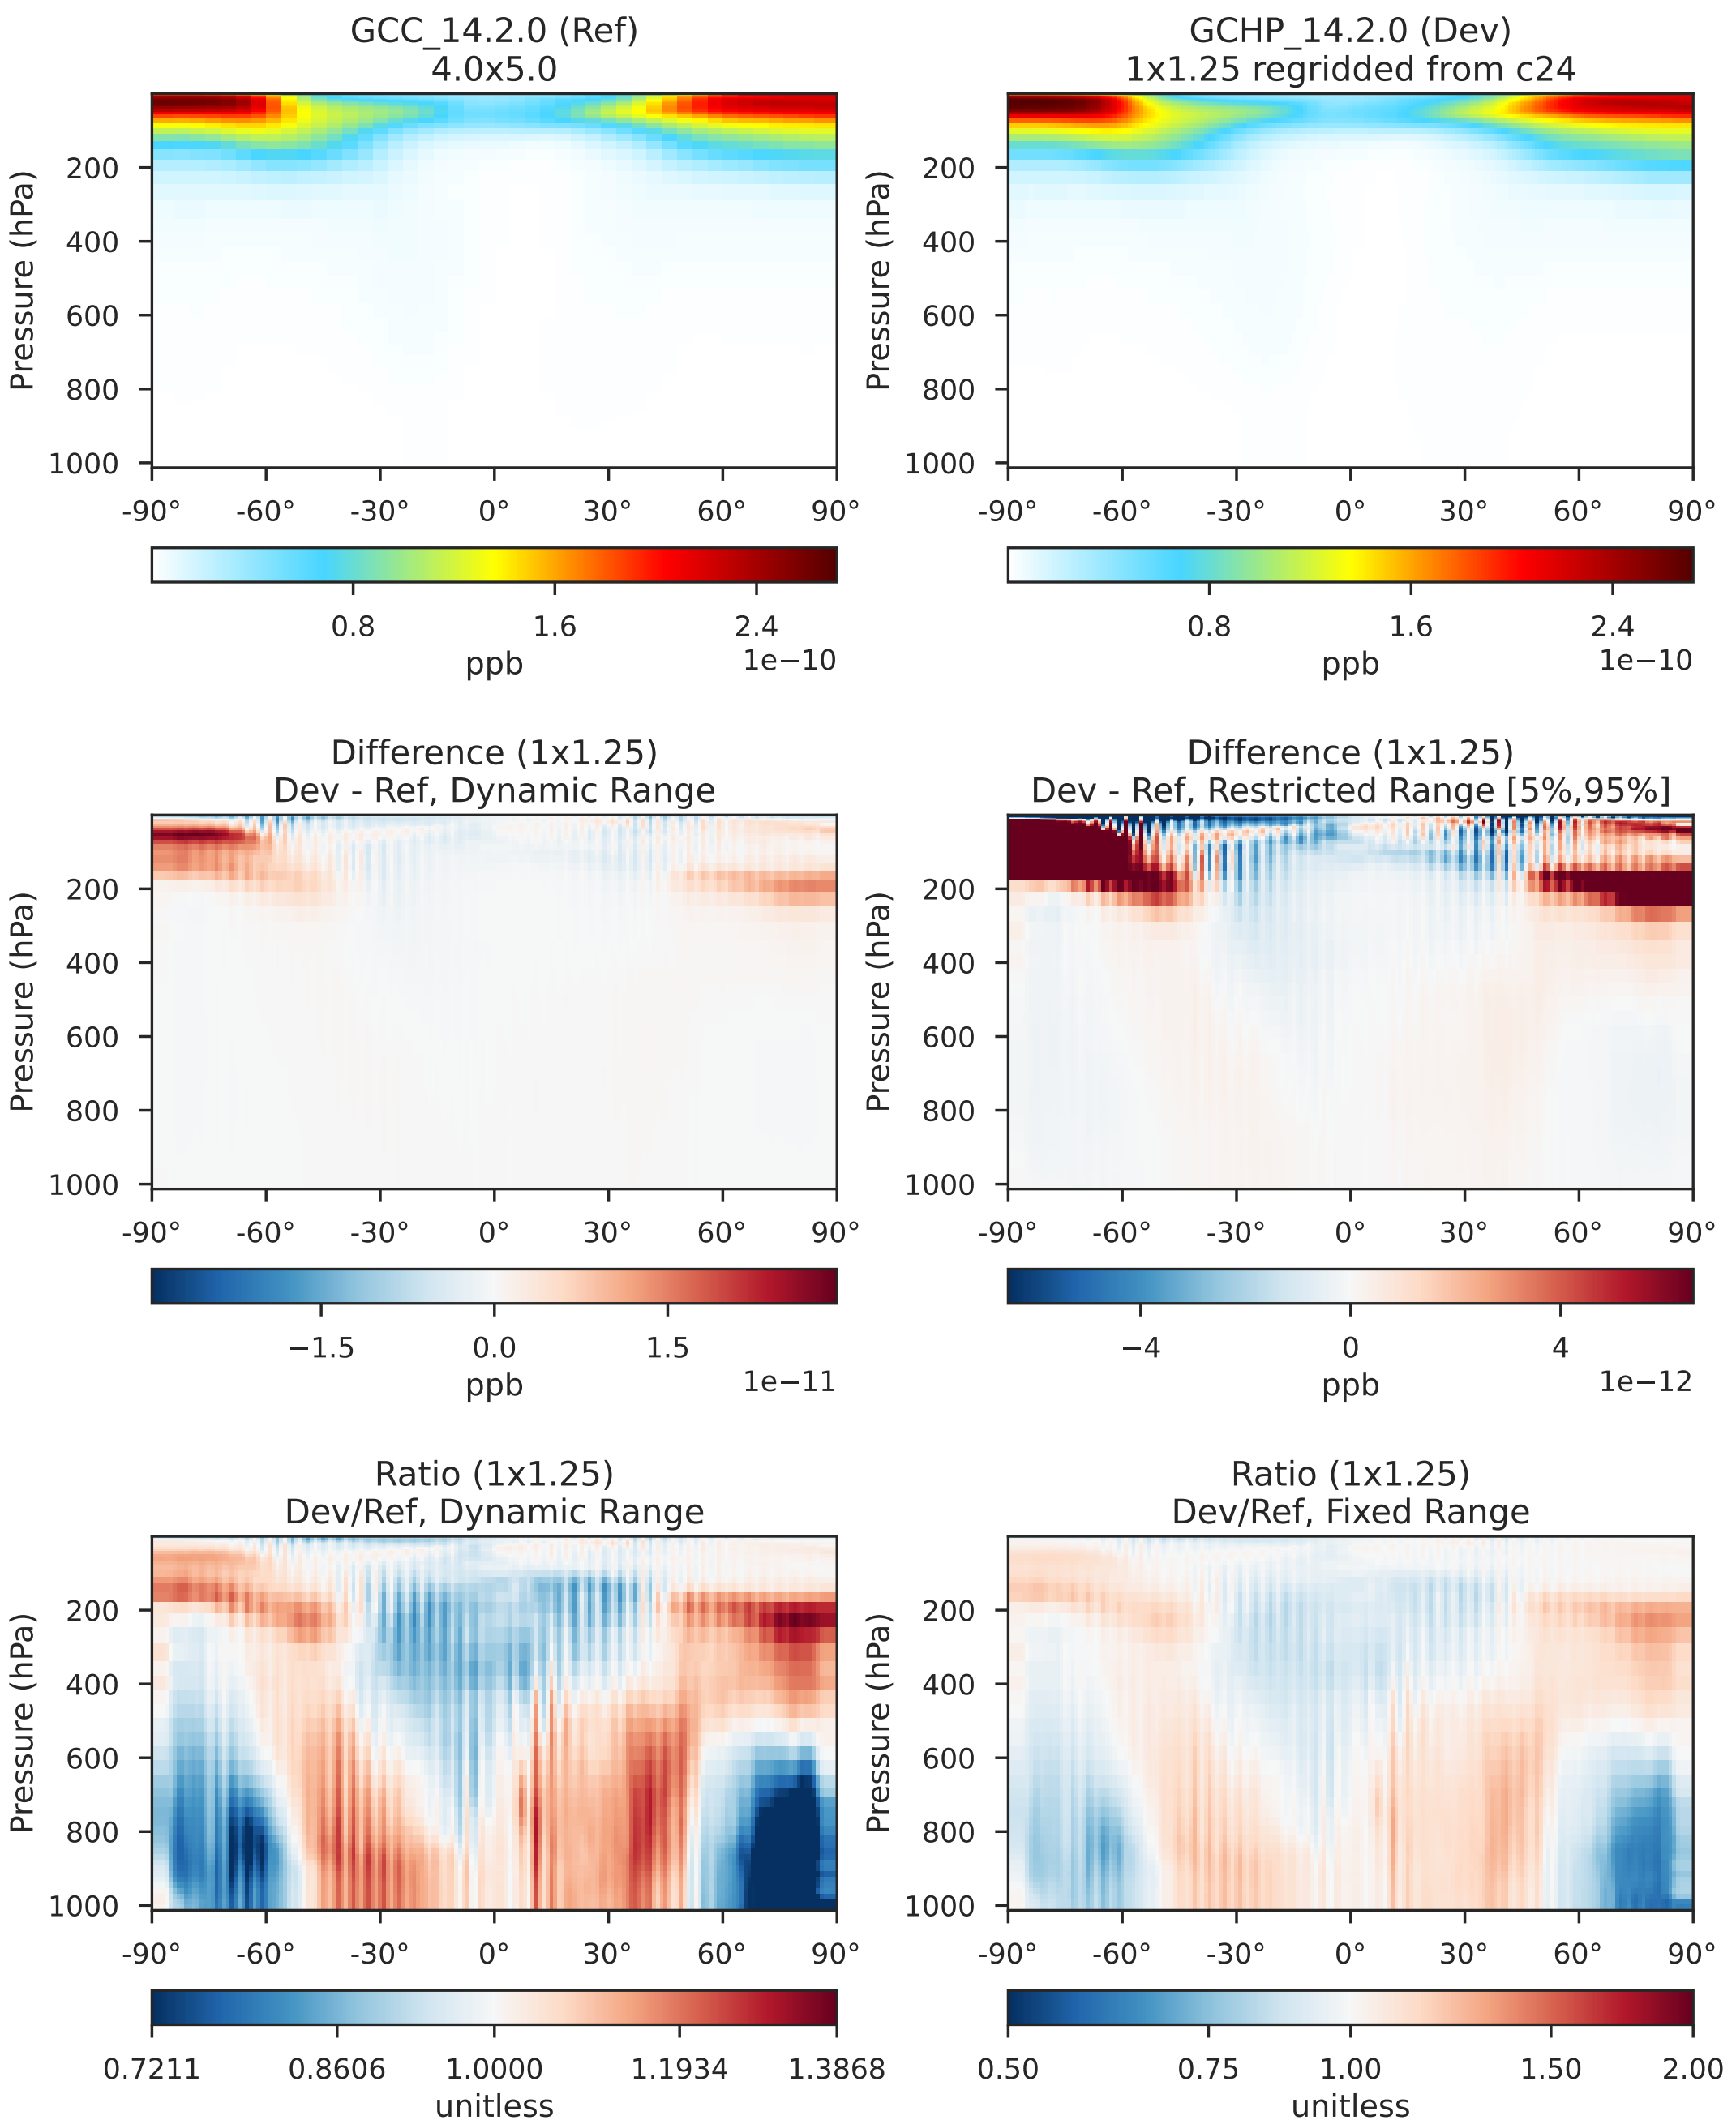 GCC_14.2.0 (Ref)
4.0x5.0
Pressure (hPa)
200
400
600
800
1000
-90° -60° -30° 0° 30° 60° 90°
0.8 1.6 2.4
ppb
1e−10
GCHP_14.2.0 (Dev)
1x1.25 regridded from c24
Pressure (hPa)
200
400
600
800
1000
-90° -60° -30° 0° 30° 60° 90°
0.8 1.6 2.4
ppb
1e−10
Difference (1x1.25)
Dev - Ref, Dynamic Range
Pressure (hPa)
200
400
600
800
1000
-90° -60° -30° 0° 30° 60° 90°
−1.5 0.0 1.5
ppb
1e−11
Difference (1x1.25)
Dev - Ref, Restricted Range [5%,95%]
Pressure (hPa)
200
400
600
800
1000
-90° -60° -30° 0° 30° 60° 90°
−4 0 4
ppb
1e−12
Ratio (1x1.25)
Dev/Ref, Dynamic Range
Pressure (hPa)
200
400
600
800
1000
-90° -60° -30° 0° 30° 60° 90°
0.7211 0.8606 1.0000 1.1934 1.3868
unitless
Ratio (1x1.25)
Dev/Ref, Fixed Range
Pressure (hPa)
200
400
600
800
1000
-90° -60° -30° 0° 30° 60° 90°
0.50 0.75 1.00 1.50 2.00
unitless